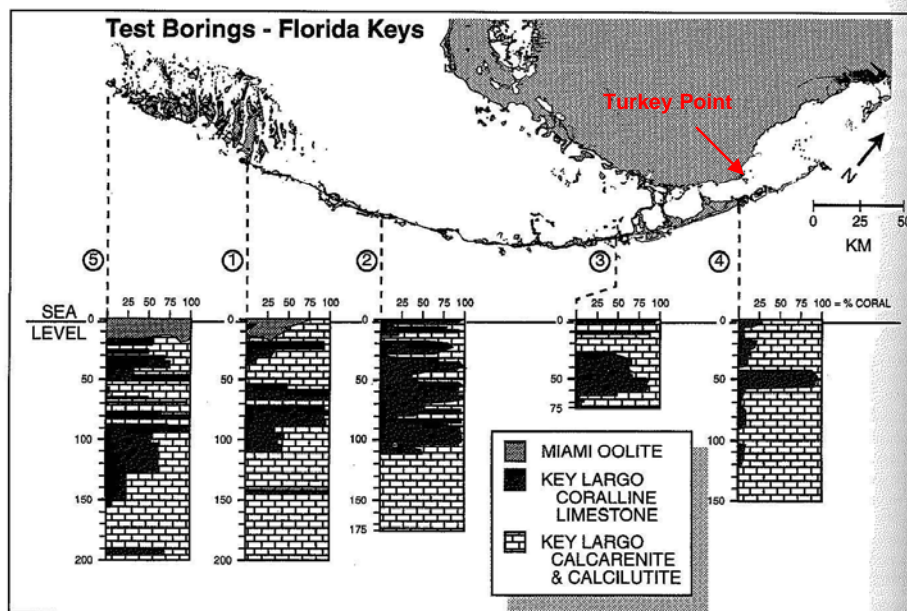 Test Borings - Florida Keys
Turkey Point
N
0 25 50
KM
5 1 2 3 4
SEA LEVEL
25 50 75 100
25 50 75 100
25 50 75 100
25 50 75 100
25 50 75 100 = % CORAL
0
50
100
150
200
0
50
100
150
200
0
50
100
150
175
0
50
75
0
50
100
150
MIAMI OOLITE
KEY LARGO
CORALLINE
LIMESTONE
KEY LARGO
CALCARENITE
& CALCILUTITE